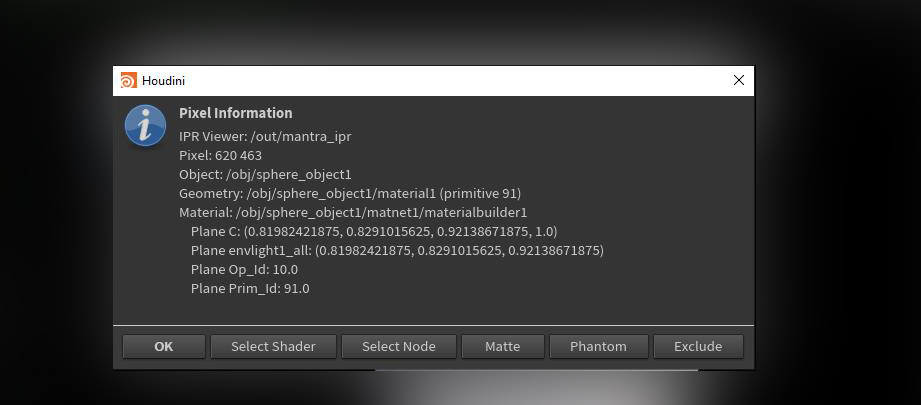 Houdini
Pixel Information
IPR Viewer: /out/mantra_ipr
Pixel: 620 463
Object: /obj/sphere_object1
Geometry: /obj/sphere_object1/material1 (primitive 91)
Material: /obj/sphere_object1/matnet1/materialbuilder1
Plane C: (0.81982421875, 0.8291015625, 0.92138671875, 1.0)
Plane envlight1_all: (0.81982421875, 0.8291015625, 0.92138671875)
Plane Op_Id: 10.0
Plane Prim_Id: 91.0
OK Select Shader Select Node Matte Phantom Exclude